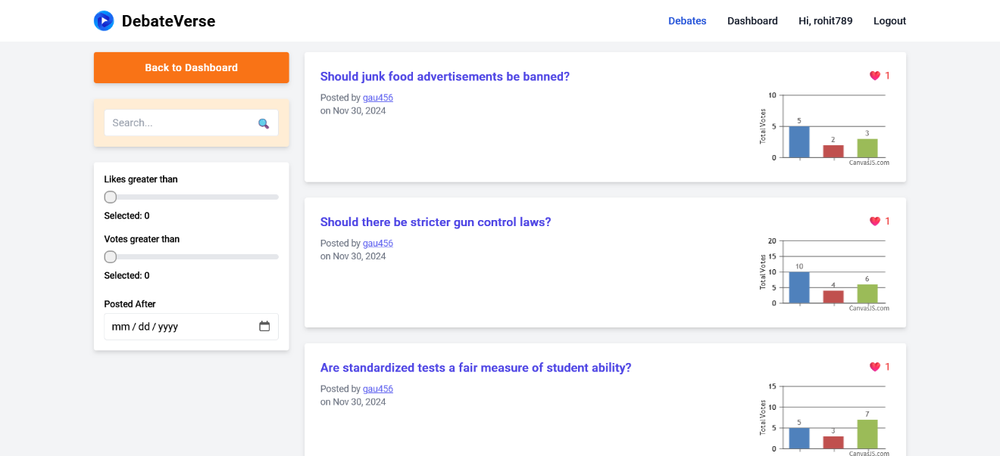 DebateVerse
Debates Dashboard Hi, rohit789 Logout
Back to Dashboard
Search...
Likes greater than
Selected: 0
Votes greater than
Selected: 0
Posted After
mm / dd / yyyy
Should junk food advertisements be banned?
1
Posted by gau456
on Nov 30, 2024
Total Votes
10
5
0
5
2
3
CanvasJS.com
Should there be stricter gun control laws?
1
Posted by gau456
on Nov 30, 2024
Total Votes
20
15
10
5
0
10
4
6
CanvasJS.com
Are standardized tests a fair measure of student ability?
1
Posted by gau456
on Nov 30, 2024
Total Votes
15
10
5
0
5
3
7
CanvasJS.com